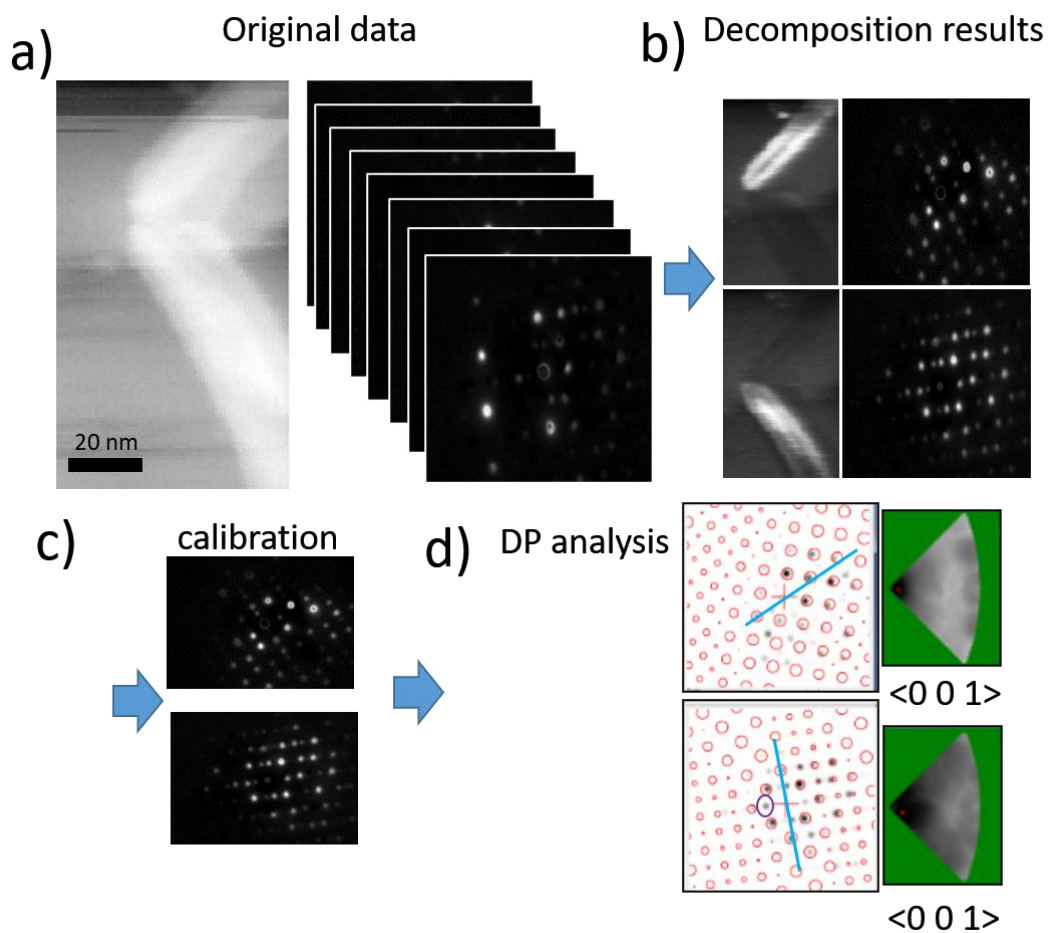 Original data
Decomposition results
a)
b)
20 nm
c)
calibration
d)
DP analysis
<0 0 1>
<0 0 1>